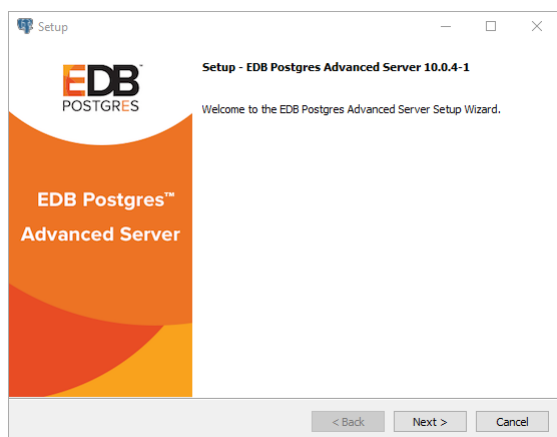 Setup
EDB
POSTGRES
EDB Postgres™
Advanced Server
Setup - EDB Postgres Advanced Server 10.0.4-1
Welcome to the EDB Postgres Advanced Server Setup Wizard.
< Back
Next >
Cancel